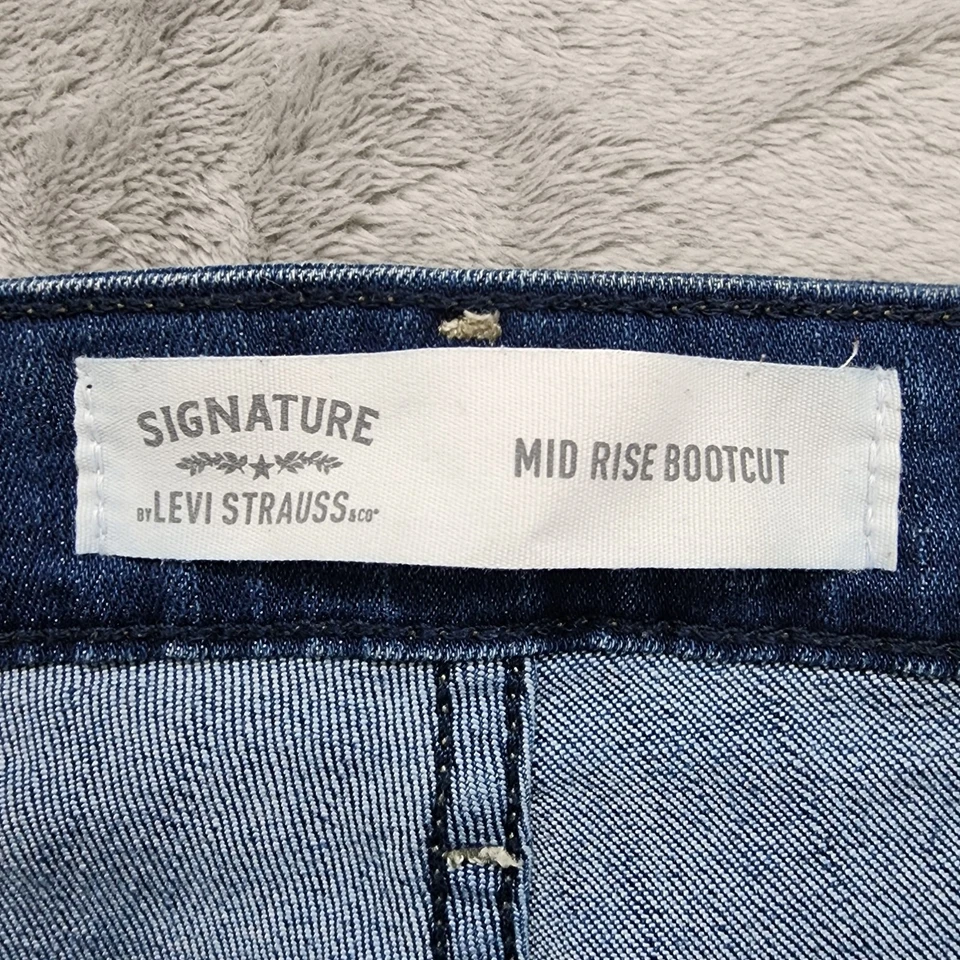 SIGNATURE
BY LEVI STRAUSS & CO®
MID RISE BOOTCUT